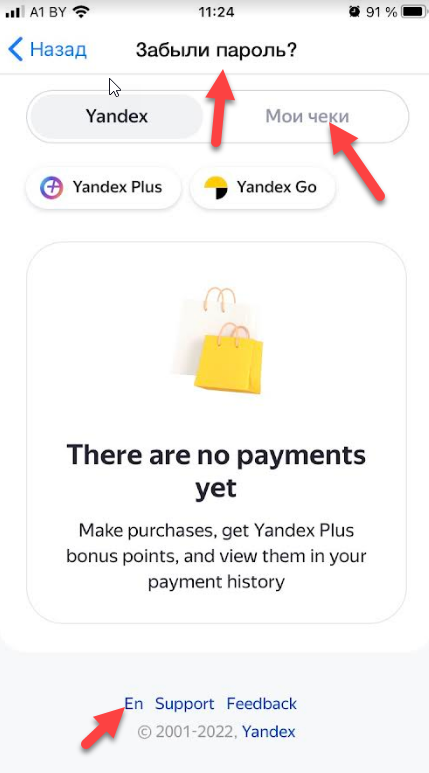 A1 BY 11:24 91 %
Назад Забыли пароль?
Yandex Мои чеки
Yandex Plus Yandex Go
There are no payments
yet
Make purchases, get Yandex Plus
bonus points, and view them in your
payment history
En Support Feedback
© 2001-2022, Yandex